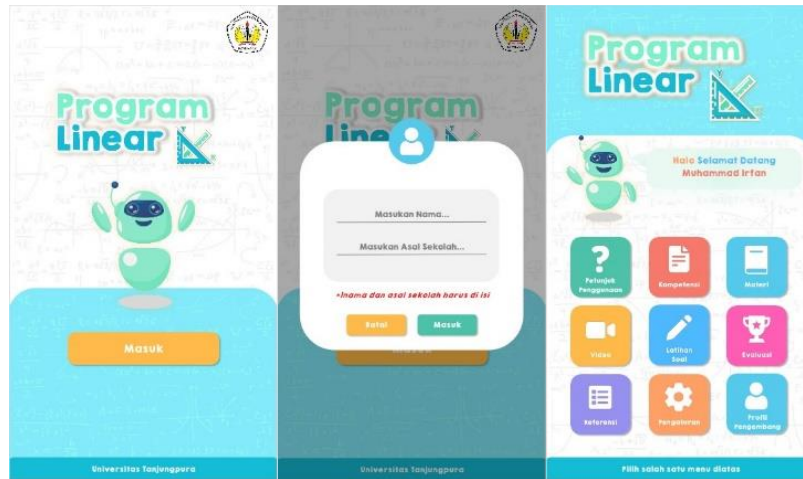 Program
Linear
Masuk
Universitas Tanjungpura
Program
Linear
Masukan Nama...
Masukan Asal Sekolah...
*Inama dan asal sekolah harus di isi
Batal
Masuk
Universitas Tanjungpura
Program
Linear
Halo Selamat Datang
Muhammad Irfan
Petunjuk
Penggunaan
Kompetensi
Materi
Video
Latihan
Soal
Evaluasi
Referensi
Pengaturan
Profil
Pengembang
Pilih salah satu menu diatas